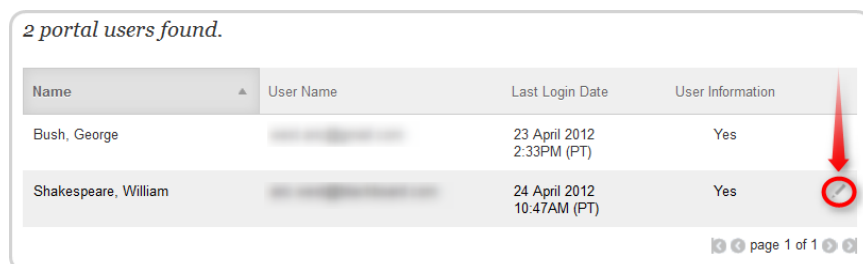 2 portal users found.
Name User Name Last Login Date User Information
Bush, George 23 April 2012 Yes
2:33PM (PT)
Shakespeare, William 24 April 2012 Yes
10:47AM (PT)
page 1 of 1